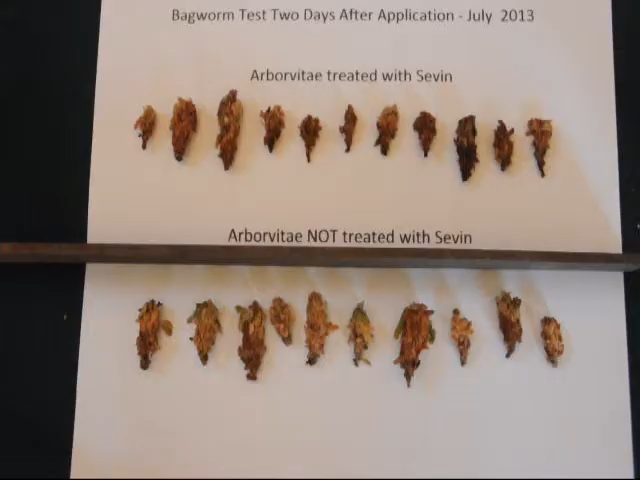 Bagworm Test Two Days After Application - July 2013
Arborvitae treated with Sevin
Arborvitae NOT treated with Sevin